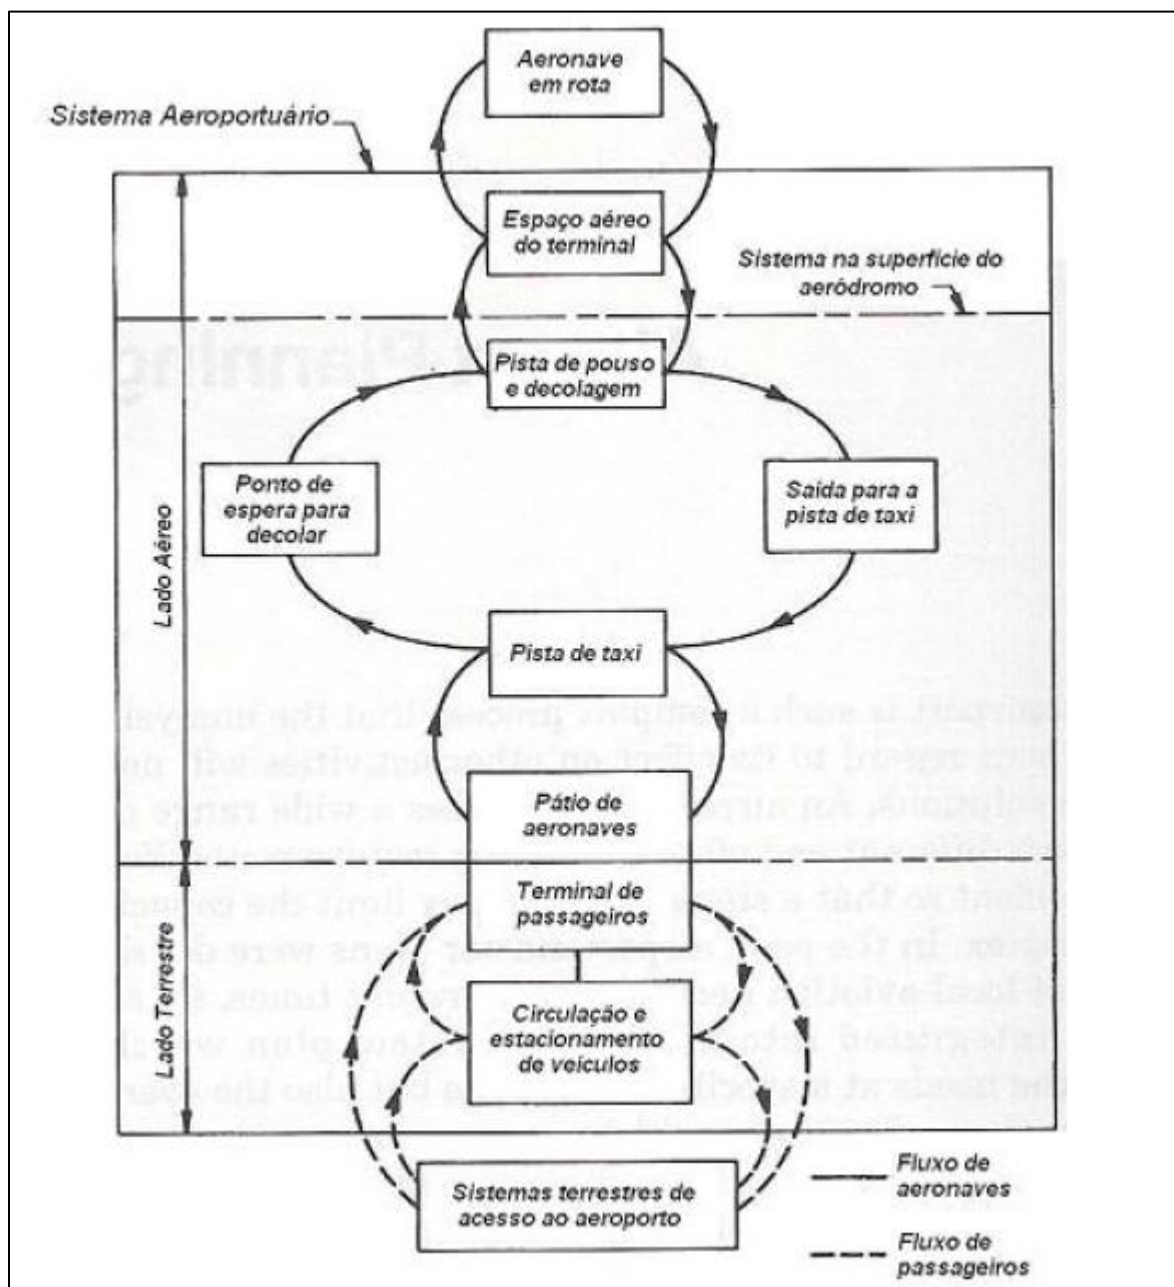 Aeronave
em rota
Sistema Aeroportuário
Espaço aéreo
do terminal
Sistema na superfície do
aeródromo
Pista de pouso
e decolagem
Ponto de
espera para
decolar
Saída para a
pista de taxi
Lado Aéreo
Pista de taxi
Pátio de
aeronaves
Terminal de
passageiros
Lado Terrestre
Circulação e
estacionamento
de veículos
Sistemas terrestres de
acesso ao aeroporto
Fluxo de
aeronaves
Fluxo de
passageiros